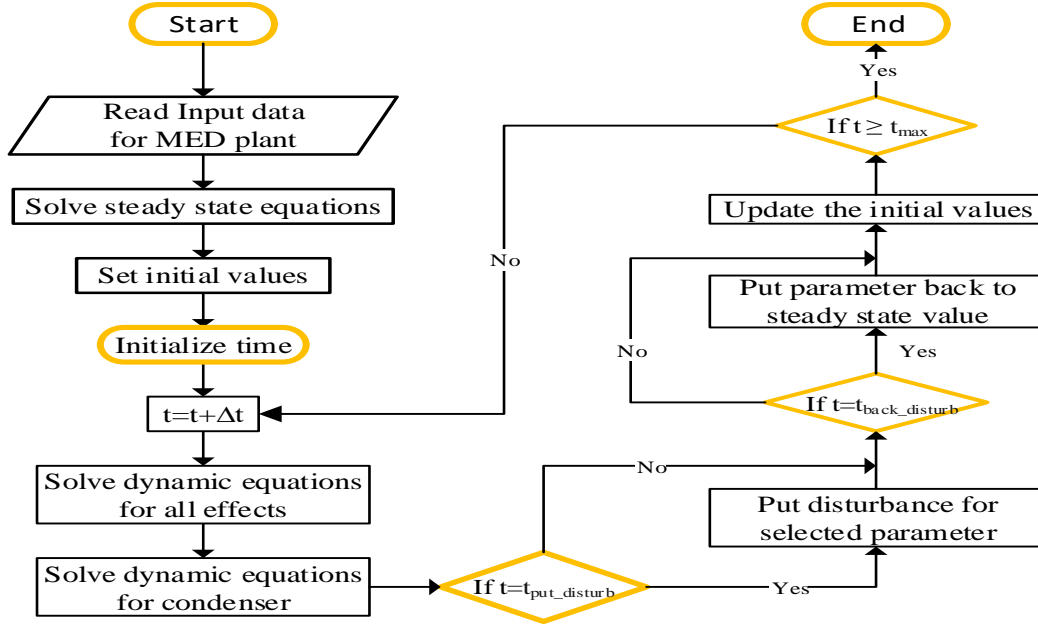 Start
Read Input data
for MED plant
Solve steady state equations
Set initial values
Initialize time
t=t+Δt
Solve dynamic equations
for all effects
Solve dynamic equations
for condenser
If t=tput_disturb
No
Yes
Put disturbance for
selected parameter
If t=tback_disturb
No
Yes
Put parameter back to
steady state value
Update the initial values
If t ≥ tmax
No
Yes
End